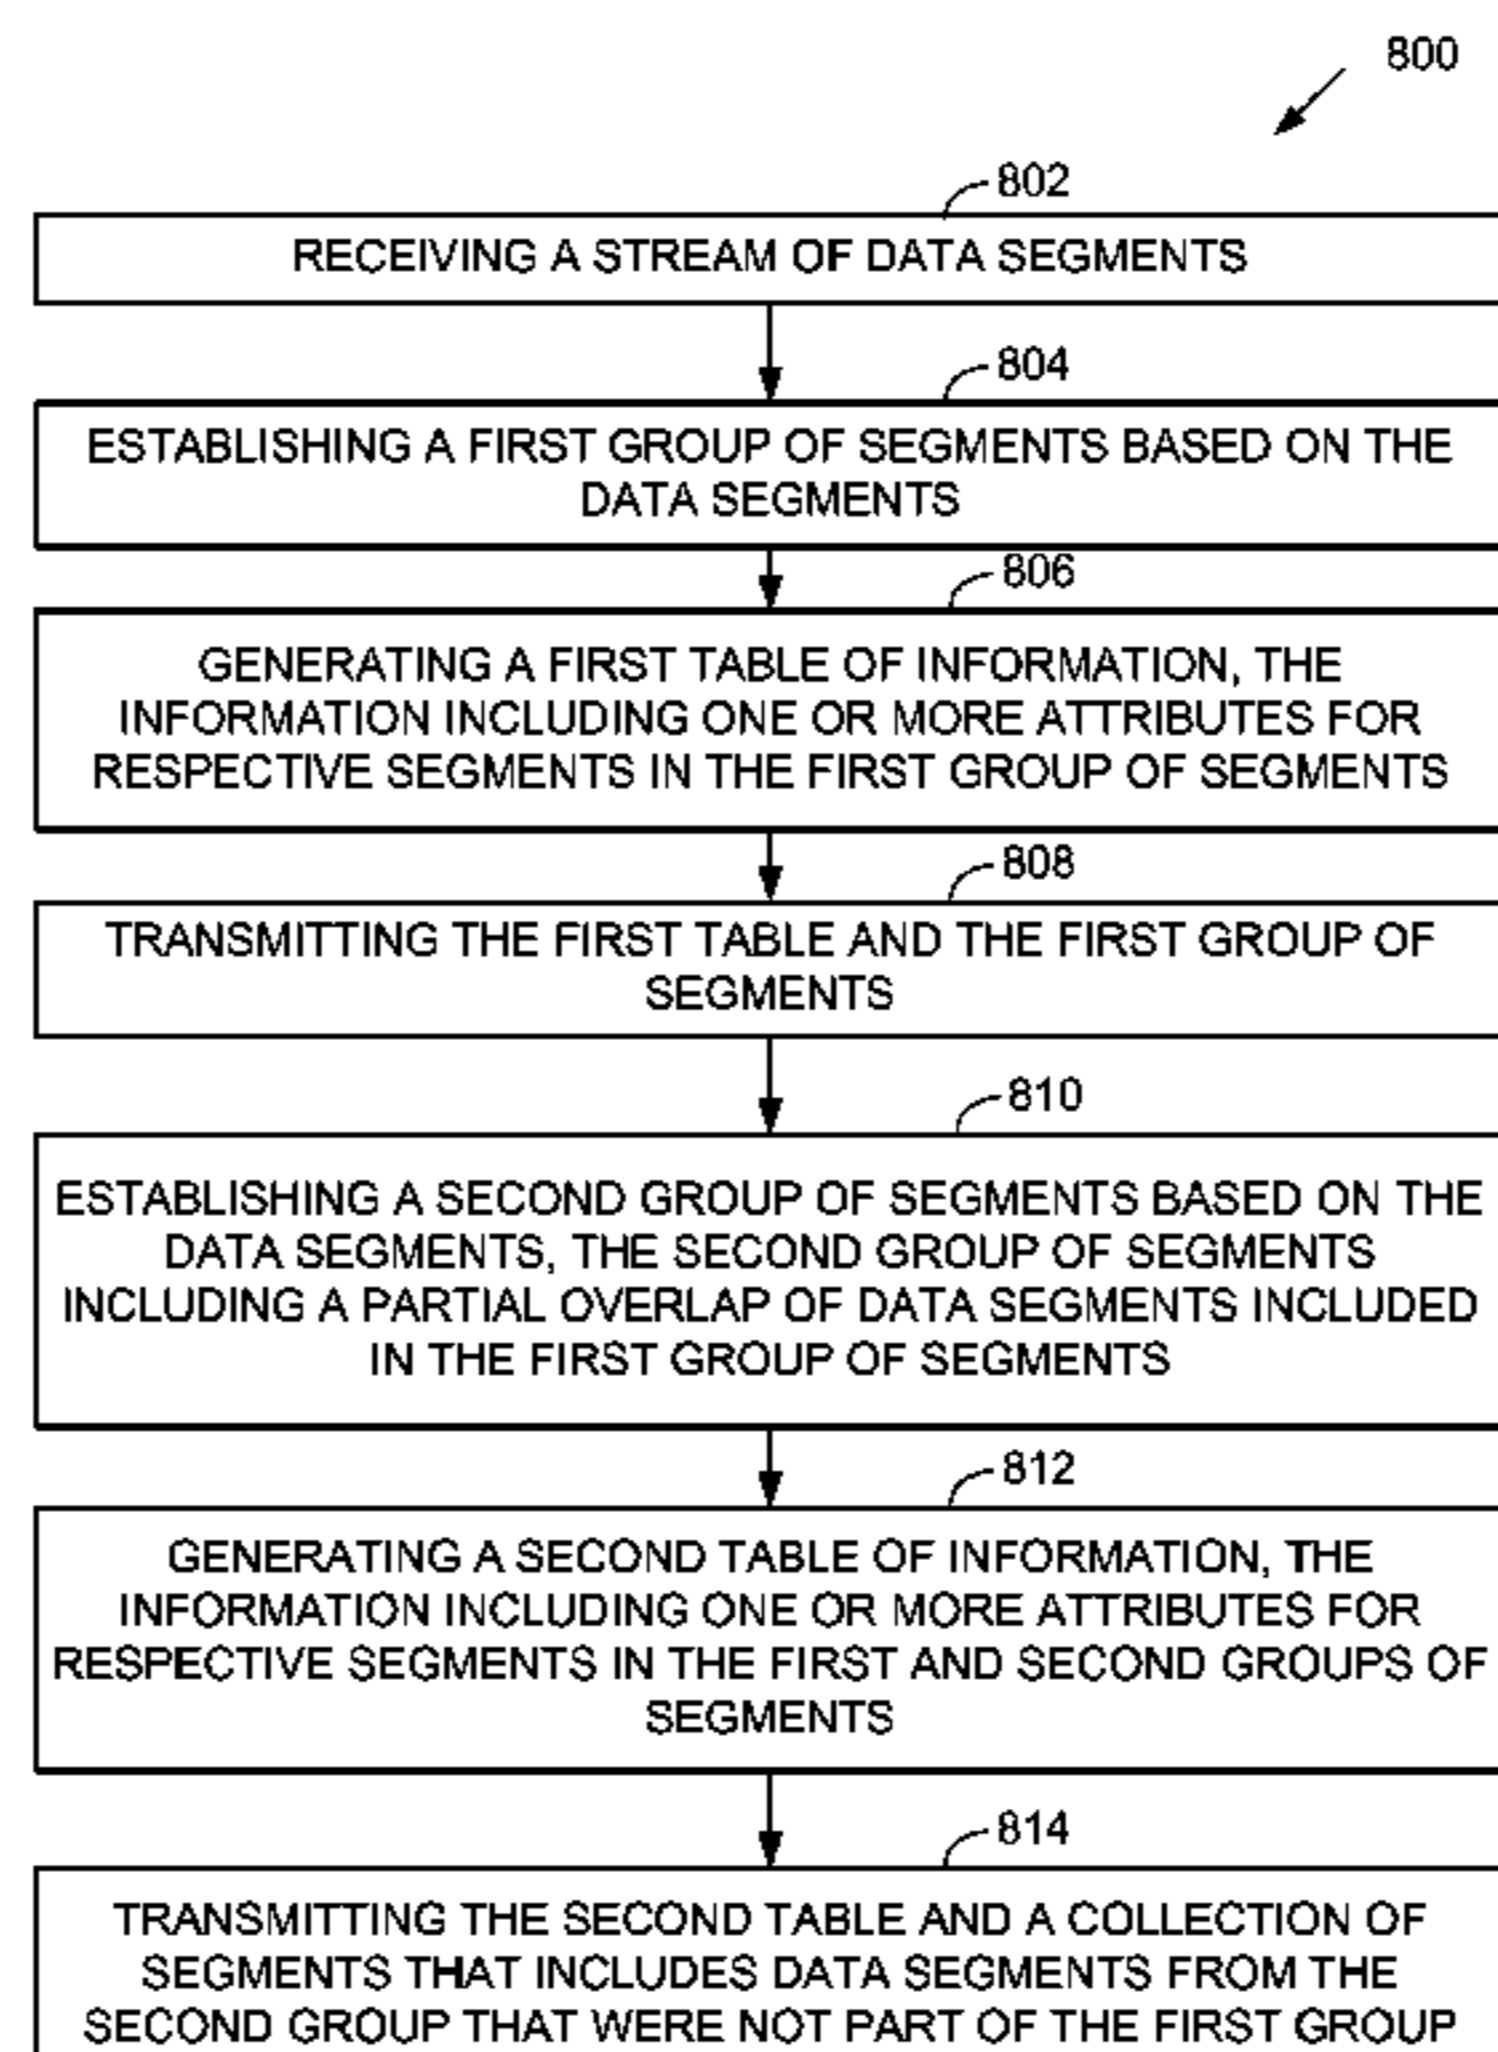 800
802
RECEIVING A STREAM OF DATA SEGMENTS
804
ESTABLISHING A FIRST GROUP OF SEGMENTS BASED ON THE
DATA SEGMENTS
806
GENERATING A FIRST TABLE OF INFORMATION, THE
INFORMATION INCLUDING ONE OR MORE ATTRIBUTES FOR
RESPECTIVE SEGMENTS IN THE FIRST GROUP OF SEGMENTS
808
TRANSMITTING THE FIRST TABLE AND THE FIRST GROUP OF
SEGMENTS
810
ESTABLISHING A SECOND GROUP OF SEGMENTS BASED ON THE
DATA SEGMENTS, THE SECOND GROUP OF SEGMENTS
INCLUDING A PARTIAL OVERLAP OF DATA SEGMENTS INCLUDED
IN THE FIRST GROUP OF SEGMENTS
812
GENERATING A SECOND TABLE OF INFORMATION, THE
INFORMATION INCLUDING ONE OR MORE ATTRIBUTES FOR
RESPECTIVE SEGMENTS IN THE FIRST AND SECOND GROUPS OF
SEGMENTS
814
TRANSMITTING THE SECOND TABLE AND A COLLECTION OF
SEGMENTS THAT INCLUDES DATA SEGMENTS FROM THE
SECOND GROUP THAT WERE NOT PART OF THE FIRST GROUP